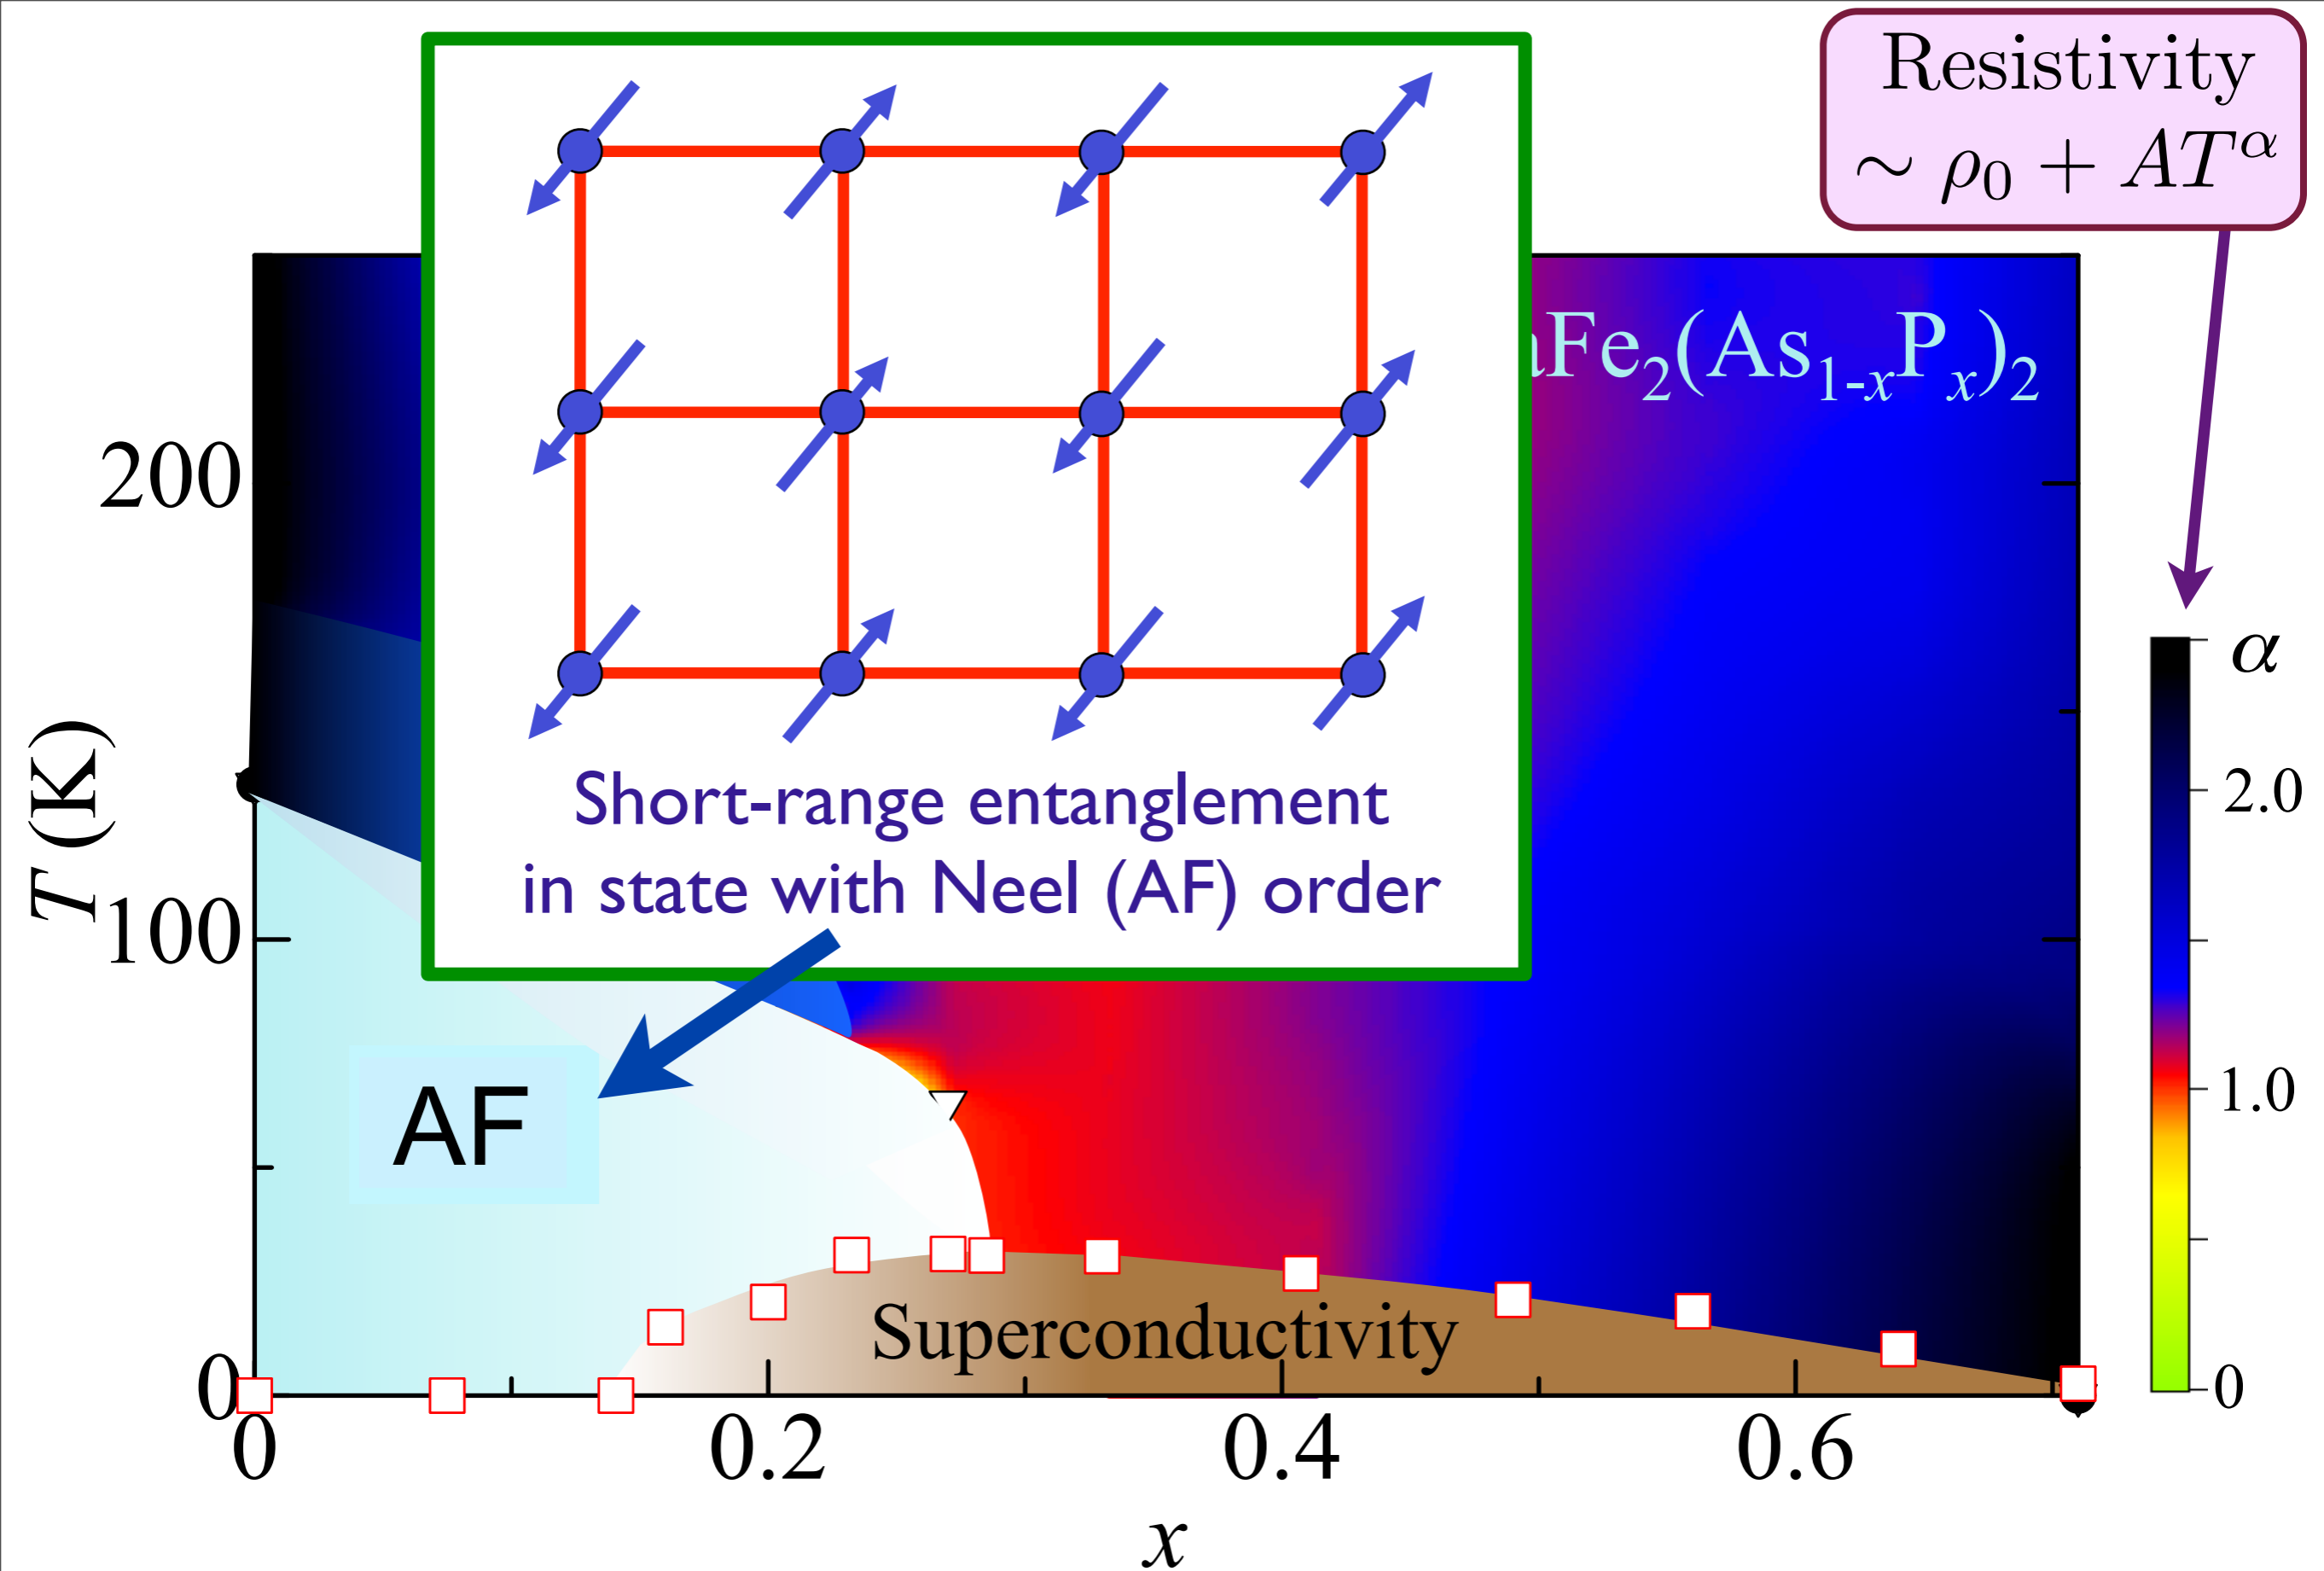 Resistivity
∼ ρ₀ + AT^α
aFe₂(As₁₋ₓPₓ)₂
200
T (K)
100
0
Short-range entanglement
in state with Neel (AF) order
AF
Superconductivity
α
2.0
1.0
0
0
0.2
0.4
0.6
x